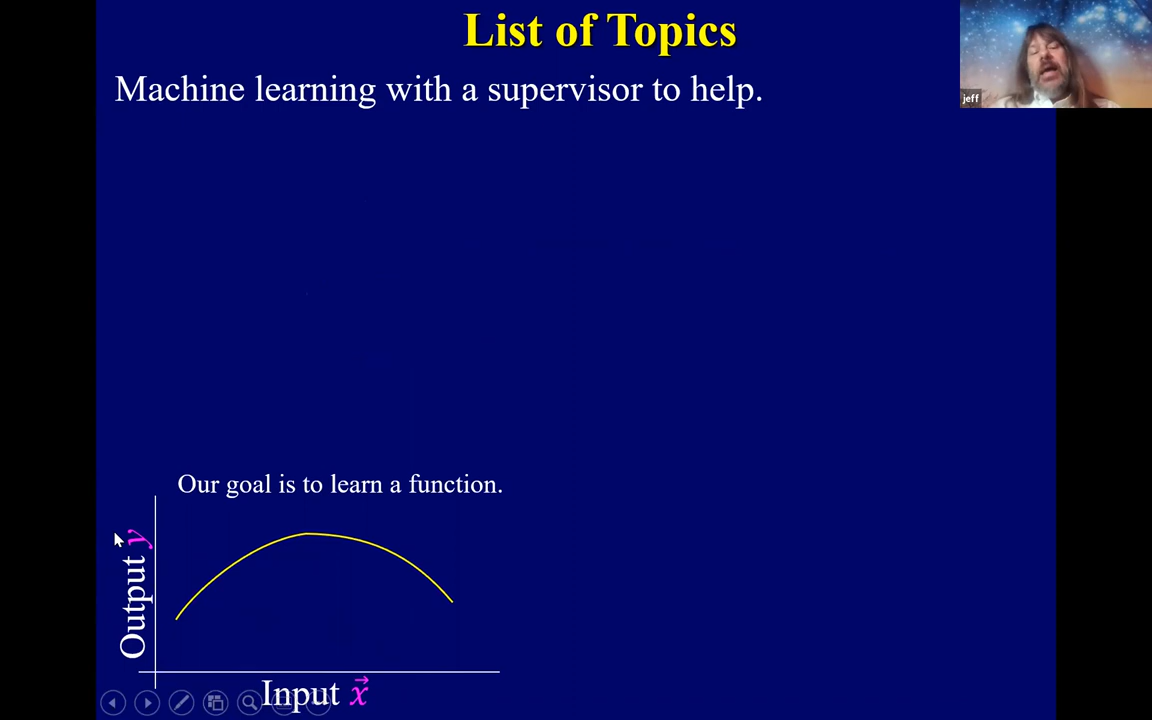 List of Topics
Machine learning with a supervisor to help.
jeff
Our goal is to learn a function.
Output y
Input x⃗